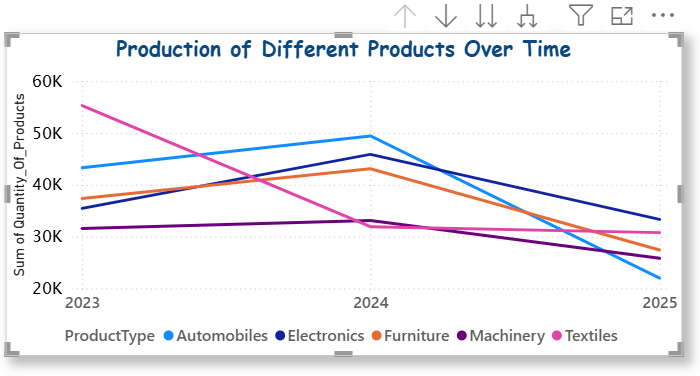 Production of Different Products Over Time
Sum of Quantity_Of_Products
60K
50K
40K
30K
20K
2023 2024 2025
ProductType Automobiles Electronics Furniture Machinery Textiles